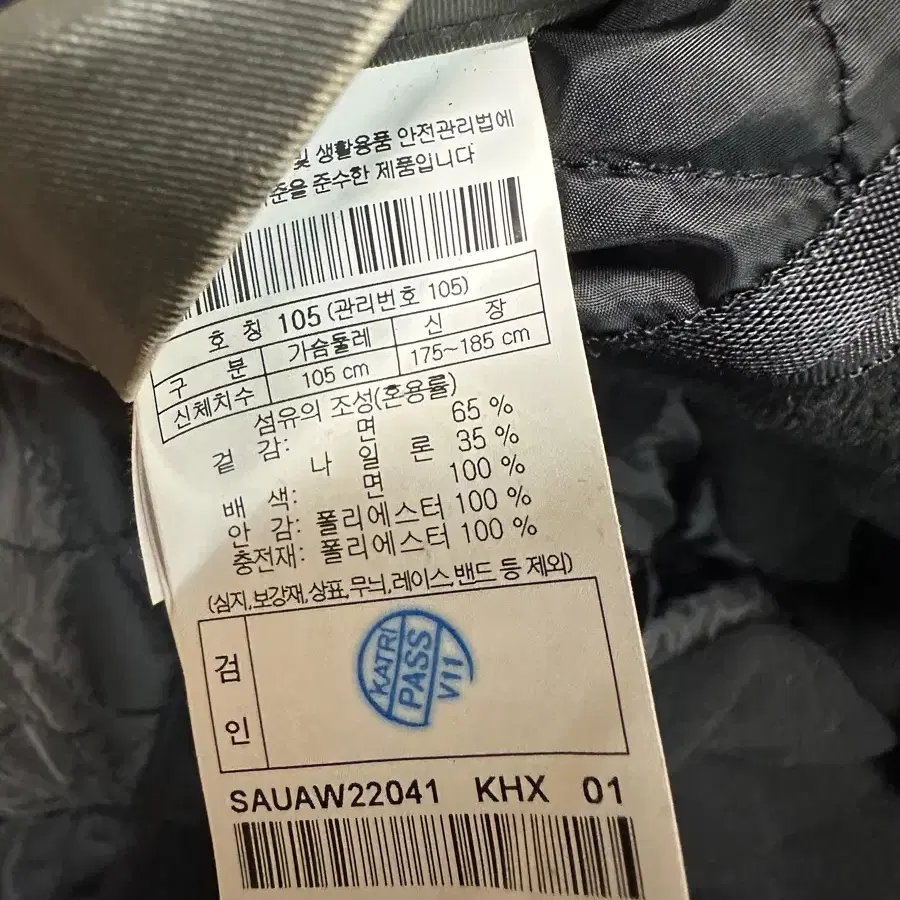 및 생활용품 안전관리법에
준을 준수한 제품입니다
호 칭 105 (관리번호 105)
구 분 가슴둘레 신 장
신체치수 105 cm 175~185 cm
섬유의 조성(혼용률)
겉 감: 면 65 %
나 일 론 35 %
배 색: 면 100 %
안 감: 폴리에스터 100 %
충전재: 폴리에스터 100 %
(심지,보강재,상표,무늬,레이스,밴드 등 제외)
검
인
KATRI
PASS
V11
SAUAW22041 KHX 01